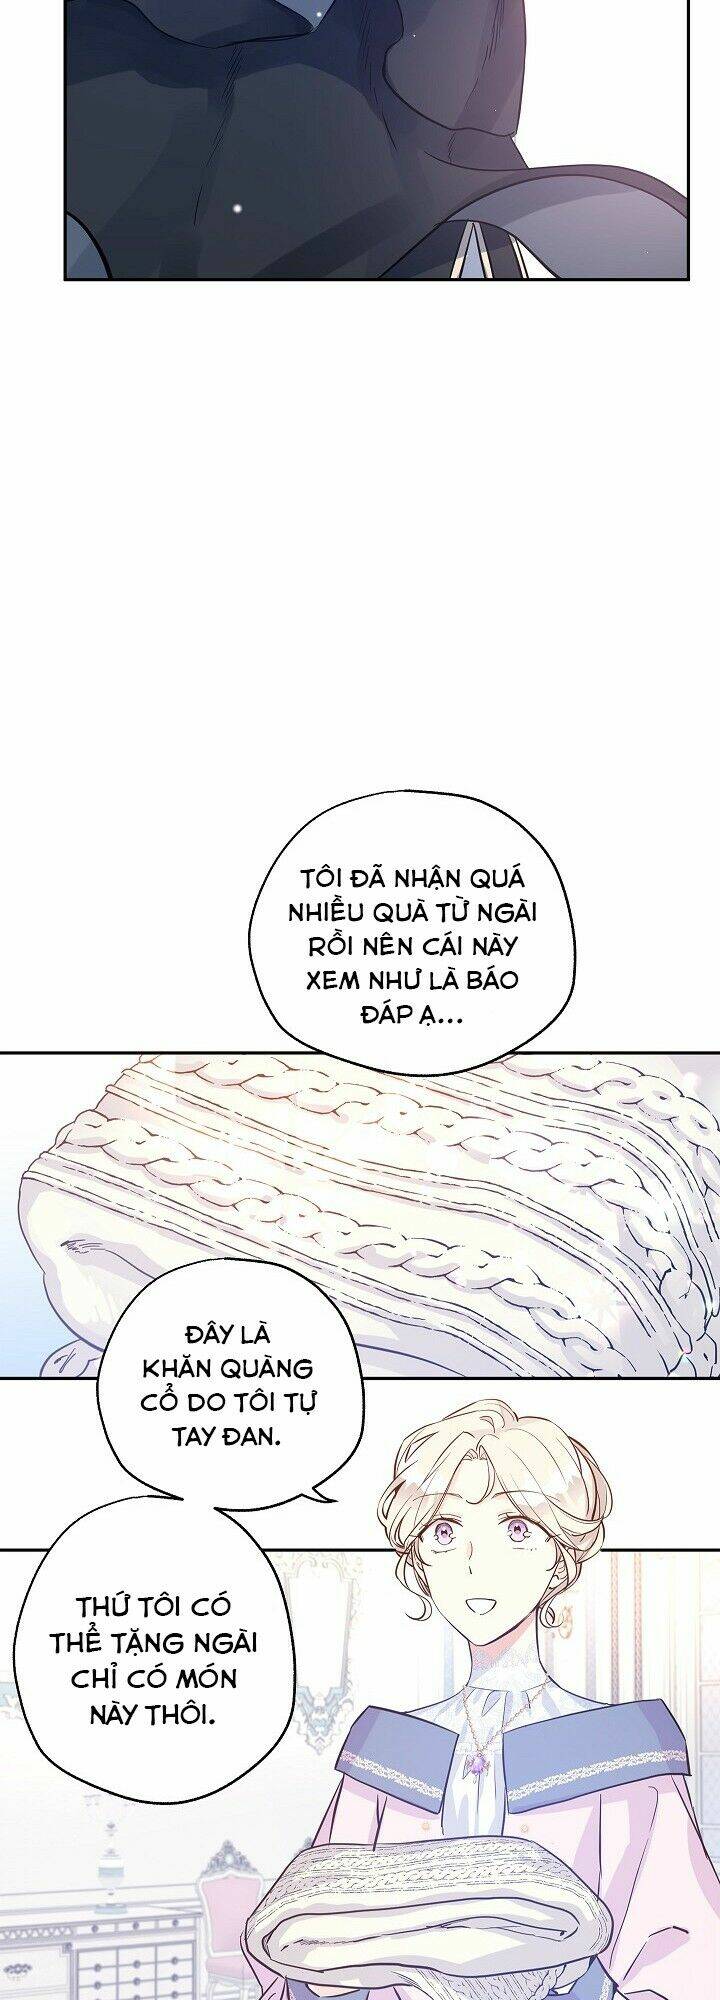 TÔI ĐÃ NHẬN QUÁ
NHIỀU QUÀ TỪ NGÀI
RỒI NÊN CÁI NÀY
XEM NHƯ LÀ BÁO
ĐÁP Ạ...
ĐÂY LÀ
KHĂN QUÀNG
CỔ DO TÔI TỰ
TAY ĐAN.
THỨ TÔI CÓ
THỂ TẶNG NGÀI
CHỈ CÓ MÓN
NÀY THÔI.